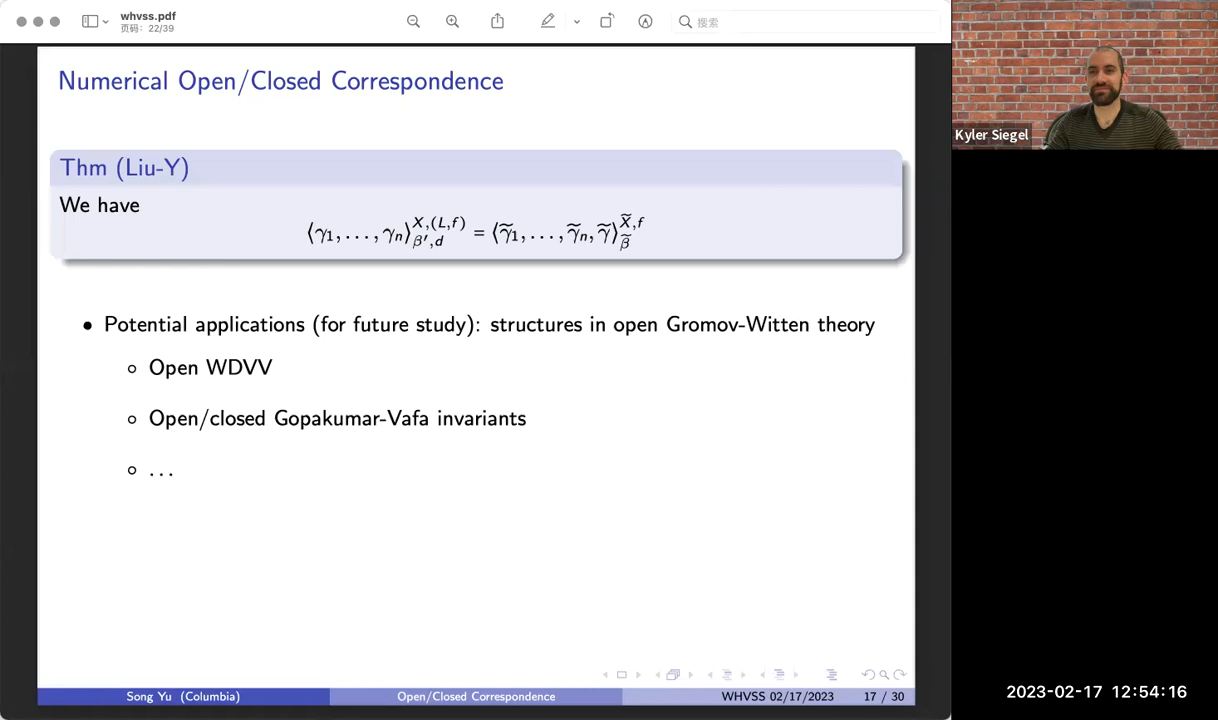 whvss.pdf
页码：22/39
搜索
Numerical Open/Closed Correspondence
Thm (Liu-Y)
We have
⟨γ₁, . . . , γₙ⟩^{X,(L,f)}_{β′,d} = ⟨γ̃₁, . . . , γ̃ₙ, γ̃⟩^{X̃,f}_{β̃}
• Potential applications (for future study): structures in open Gromov-Witten theory
◦ Open WDVV
◦ Open/closed Gopakumar-Vafa invariants
◦ . . .
Song Yu (Columbia) Open/Closed Correspondence WHVSS 02/17/2023 17 / 30
Kyler Siegel
2023-02-17 12:54:16